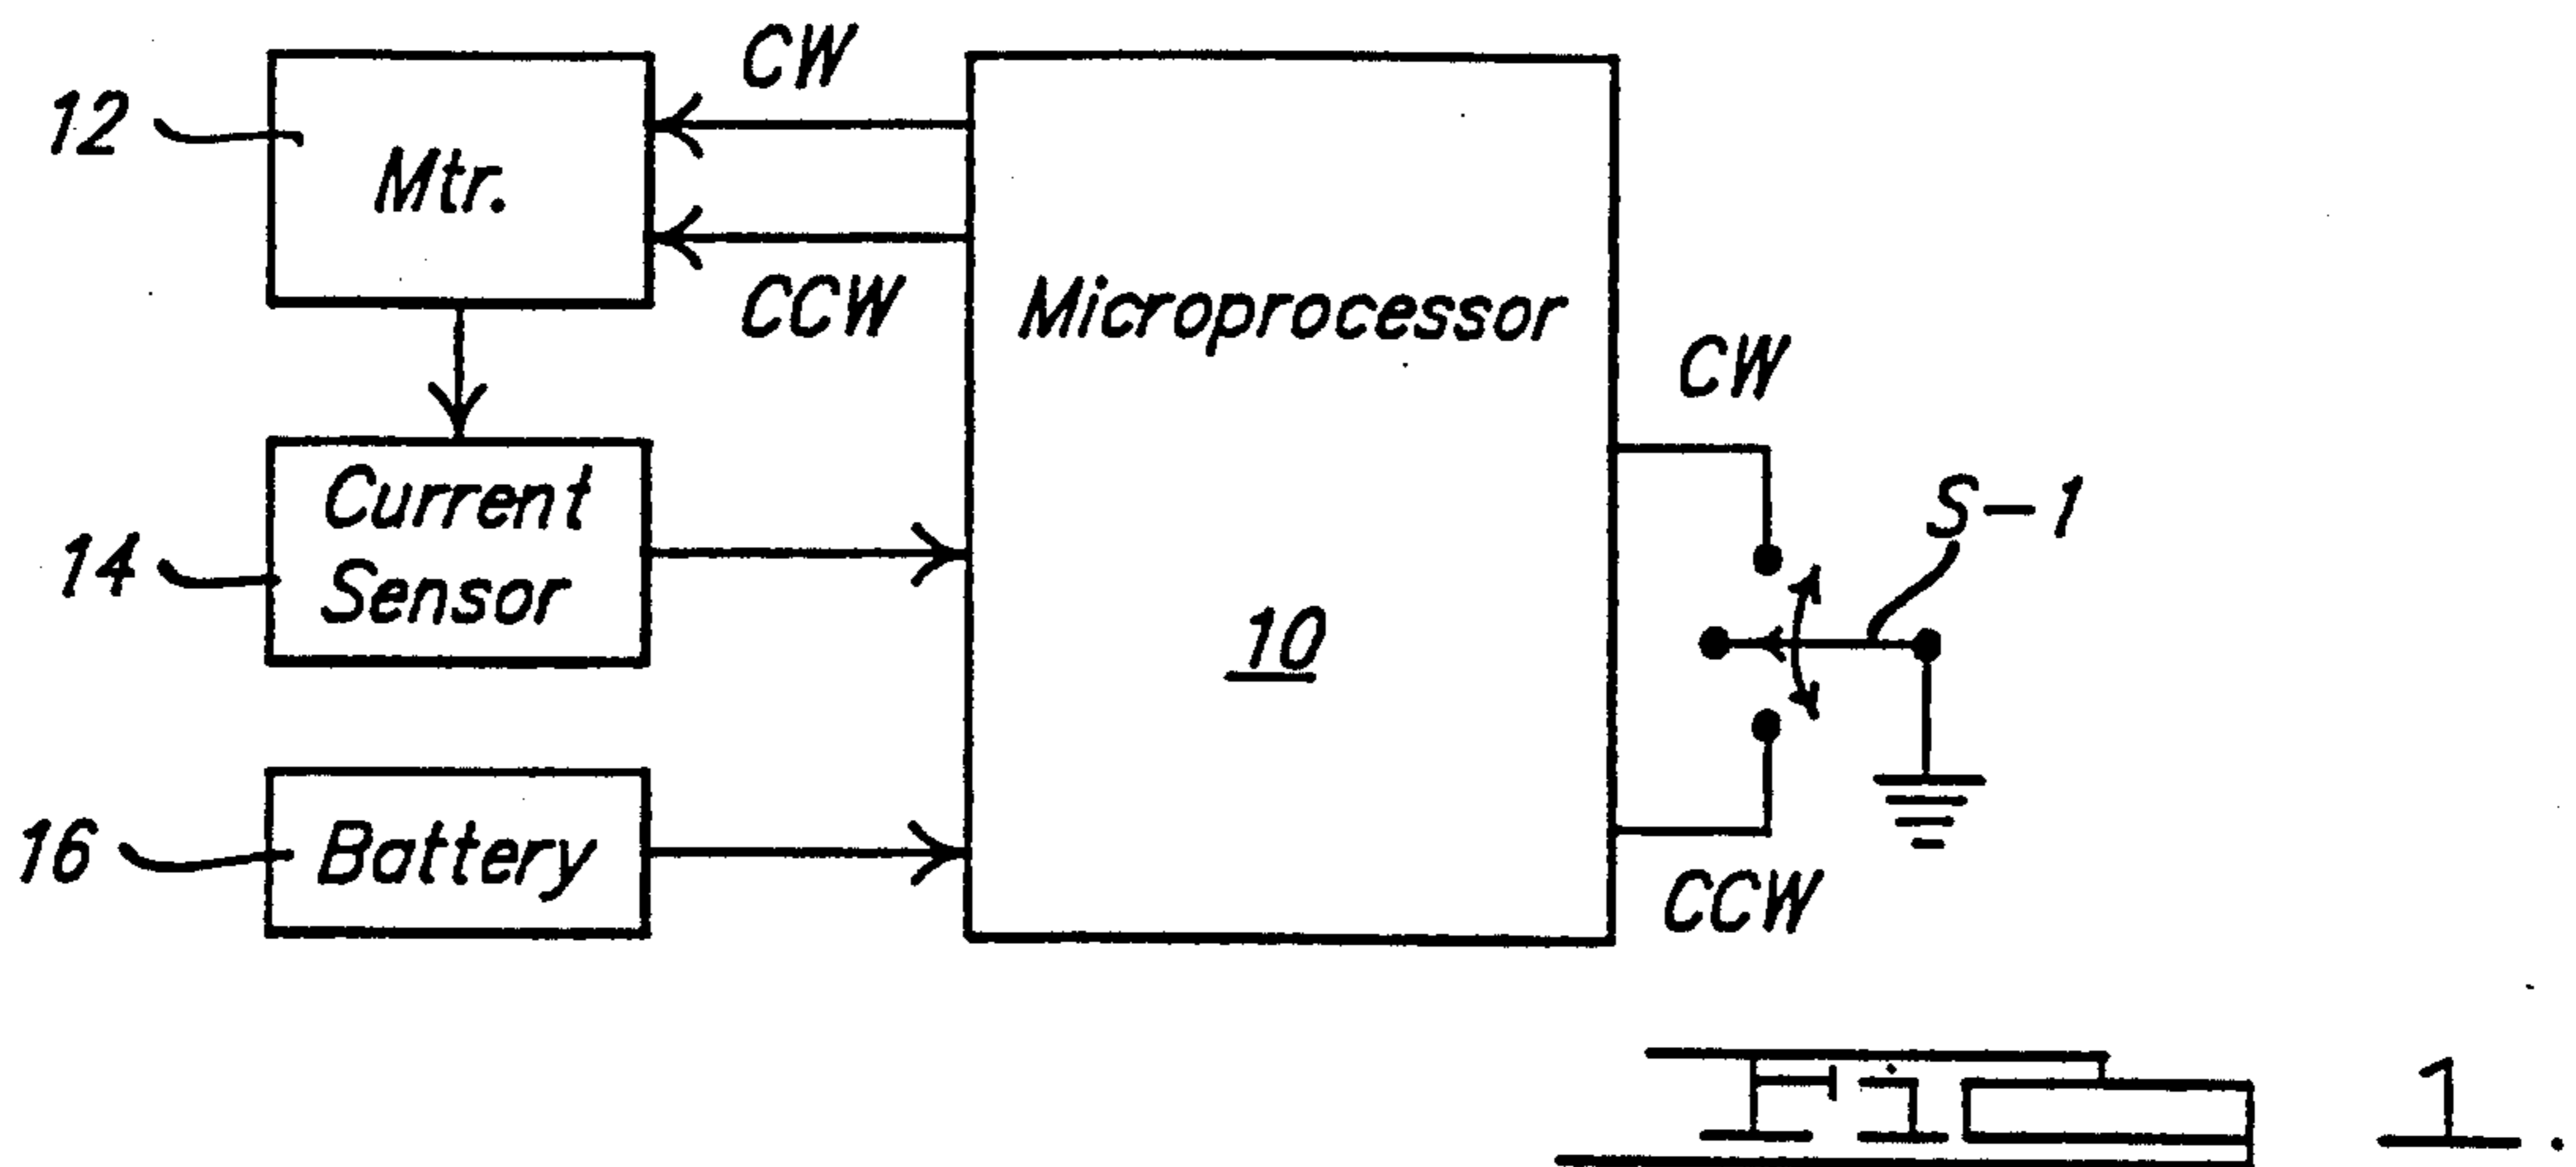 CW
12
Mtr.
CCW
Microprocessor
CW
Current
Sensor
14
S-1
10
16
Battery
CCW
Fig 1.